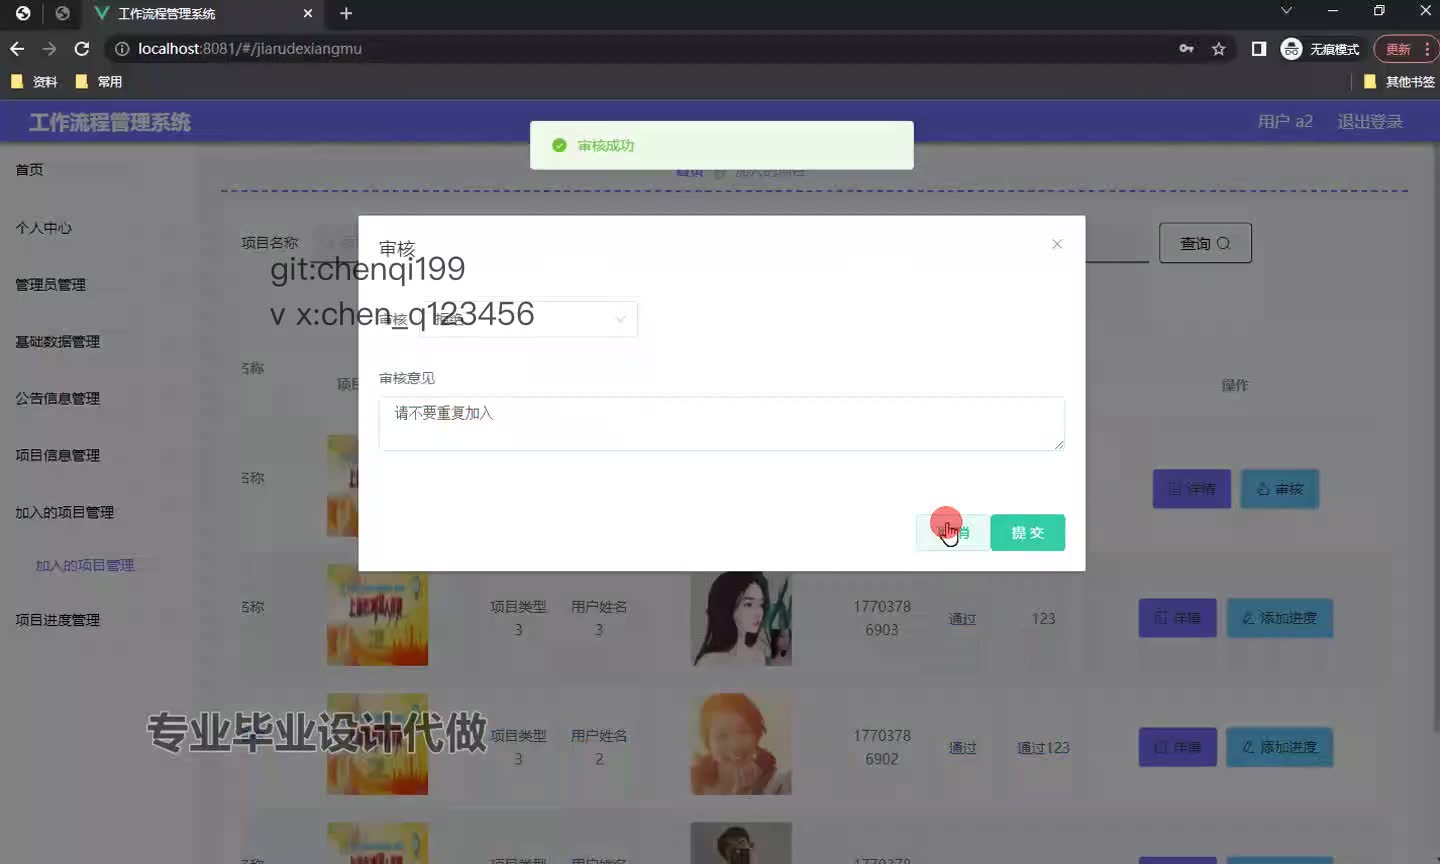 工作流程管理系统
localhost:8081/#/jiarudexiangmu
无痕模式
更新
资料
常用
其他书签
工作流程管理系统
用户 a2
退出登录
审核成功
首页
首页
个人中心
管理员管理
基础数据管理
公告信息管理
项目信息管理
加入的项目管理
加入的项目管理
项目进度管理
项目名称
查询
审核
git:chenqi199
v x:chen_q123456
审核
审核意见
请不要重复加入
提 交
名称
操作
名称
详情
审核
名称
项目类型3
用户姓名3
17703786903
通过
123
详情
添加进度
专业毕业设计代做
项目类型3
用户姓名2
17703786902
通过
通过123
详情
添加进度